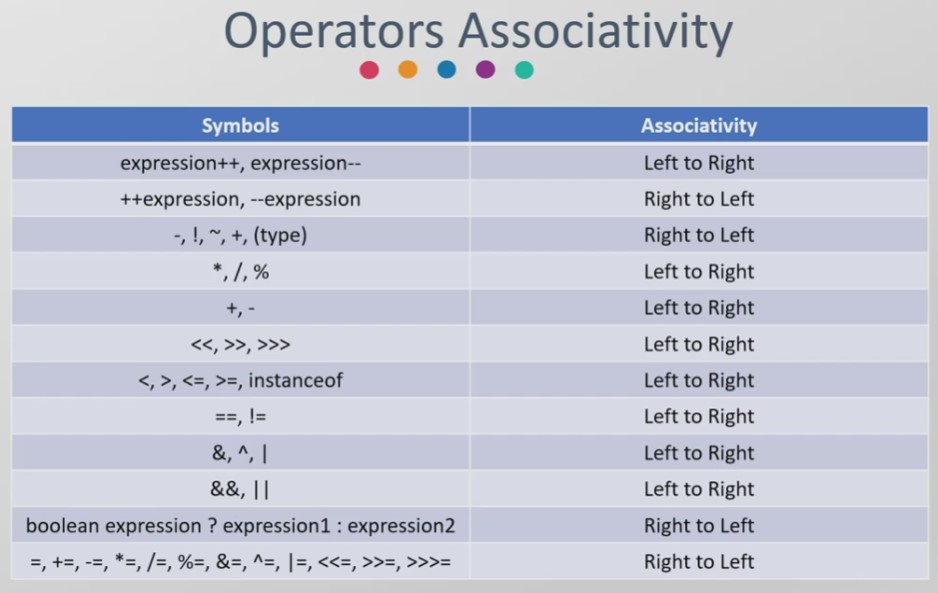 Operators Associativity
Symbols Associativity
expression++, expression-- Left to Right
++expression, --expression Right to Left
-, !, ~, +, (type) Right to Left
*, /, % Left to Right
+, - Left to Right
<<, >>, >>> Left to Right
<, >, <=, >=, instanceof Left to Right
==, != Left to Right
&, ^, | Left to Right
&&, || Left to Right
boolean expression ? expression1 : expression2 Right to Left
=, +=, -=, *=, /=, %=, &=, ^=, |=, <<=, >>=, >>>= Right to Left